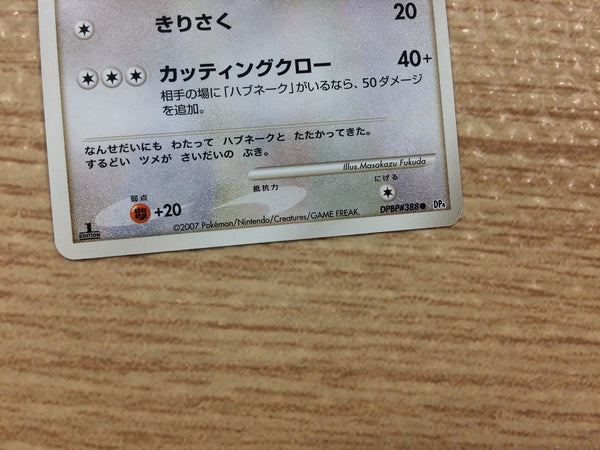 きりさく 20
カッティングクロー 40+
相手の場に「ハブネーク」がいるなら、50ダメージ
を追加。
なんせだいにも わたって ハブネークと たたかってきた。
するどい ツメが さいだいの ぶき。
Illus.Masakazu Fukuda
弱点 抵抗力 にげる
+20
DPBP#388 DP4
1 EDITION
©2007 Pokémon/Nintendo/Creatures/GAME FREAK